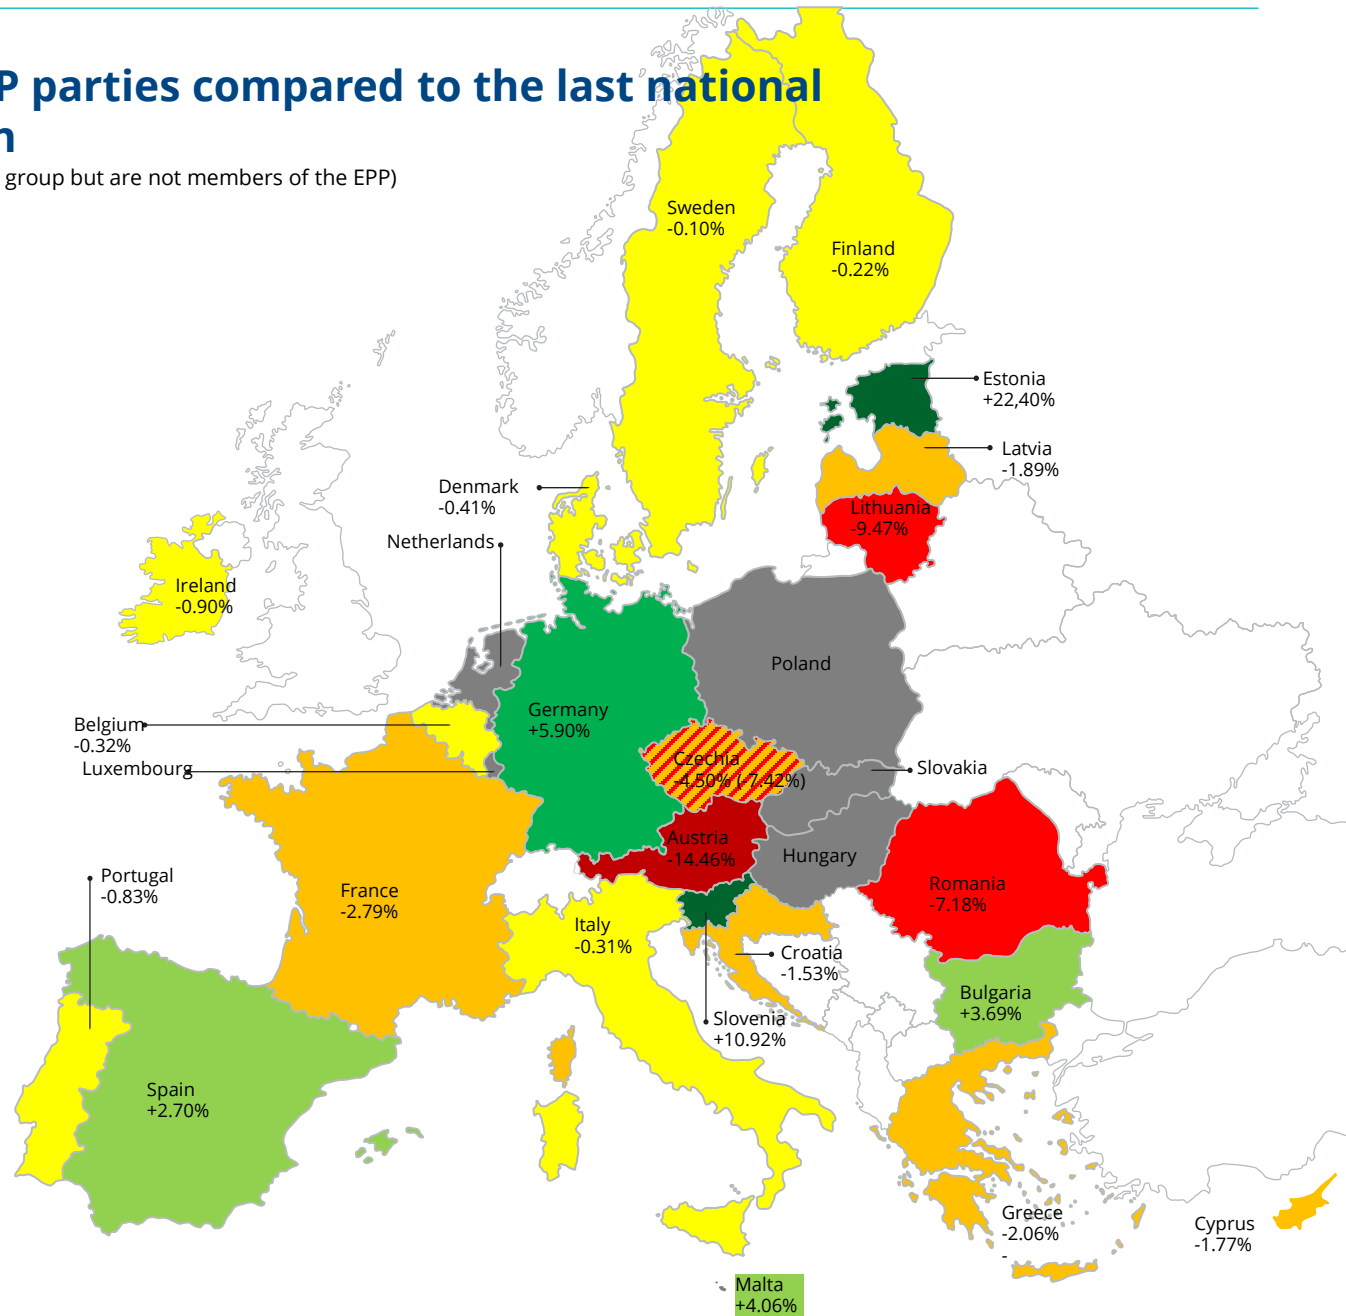 P parties compared to the last national
n
group but are not members of the EPP)
Sweden
-0.10%
Finland
-0.22%
Estonia
+22,40%
Latvia
-1.89%
Lithuania
-9.47%
Denmark
-0.41%
Netherlands
Ireland
-0.90%
Poland
Germany
+5.90%
Belgium
-0.32%
Luxembourg
Czechia
-4.50% (-7.42%)
Slovakia
Austria
-14.46%
Hungary
Portugal
-0.83%
France
-2.79%
Romania
-7.18%
Italy
-0.31%
Croatia
-1.53%
Bulgaria
+3.69%
Slovenia
+10.92%
Spain
+2.70%
Greece
-2.06%
-
Cyprus
-1.77%
Malta
+4.06%